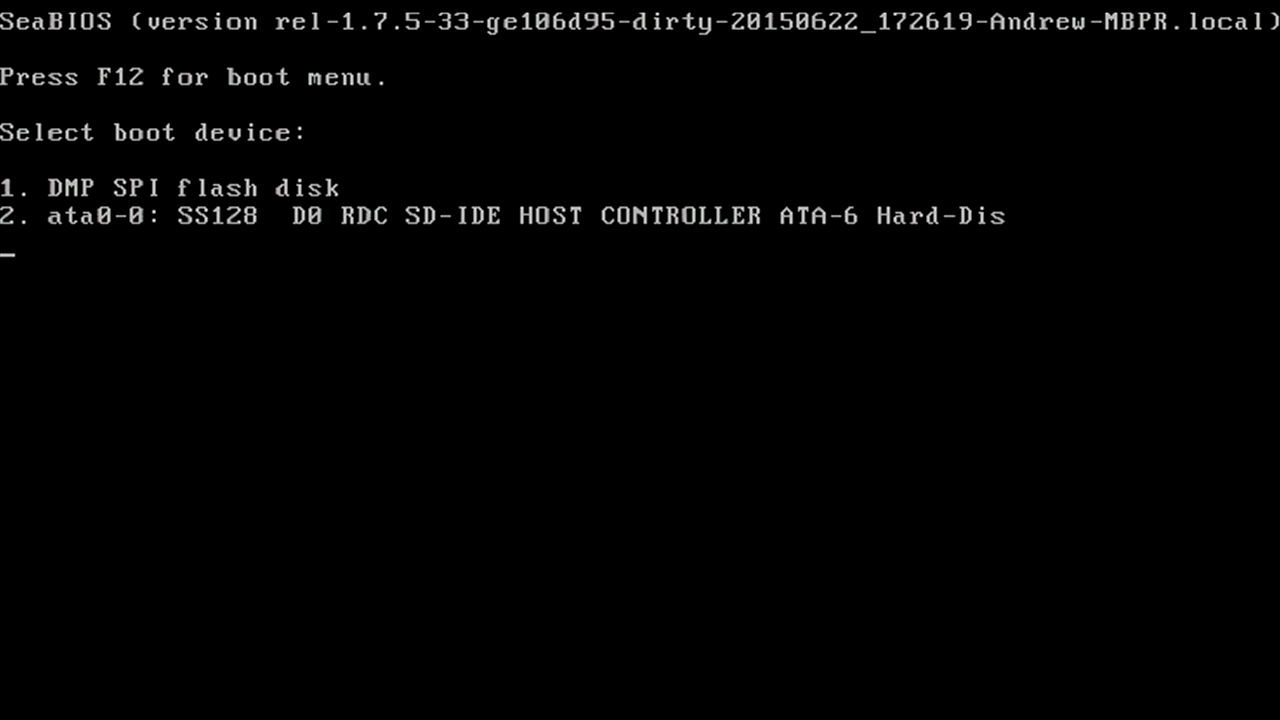 SeaBIOS (version rel-1.7.5-33-ge106d95-dirty-20150622_172619-Andrew-MBPR.local)
Press F12 for boot menu.
Select boot device:
1. DMP SPI flash disk
2. ata0-0: SS128  D0 RDC SD-IDE HOST CONTROLLER ATA-6 Hard-Dis